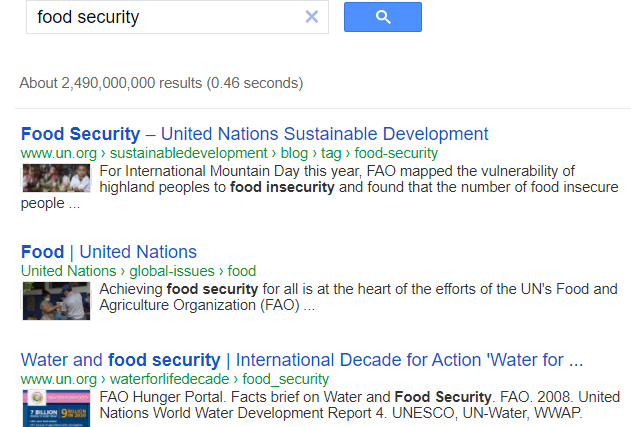 food security
About 2,490,000,000 results (0.46 seconds)
Food Security – United Nations Sustainable Development
www.un.org › sustainabledevelopment › blog › tag › food-security
For International Mountain Day this year, FAO mapped the vulnerability of
highland peoples to food insecurity and found that the number of food insecure
people ...
Food | United Nations
United Nations › global-issues › food
Achieving food security for all is at the heart of the efforts of the UN's Food and
Agriculture Organization (FAO) ...
Water and food security | International Decade for Action 'Water for ...
www.un.org › waterforlifedecade › food_security
FAO Hunger Portal. Facts brief on Water and Food Security. FAO. 2008. United
Nations World Water Development Report 4. UNESCO, UN-Water, WWAP.
7 BILLION